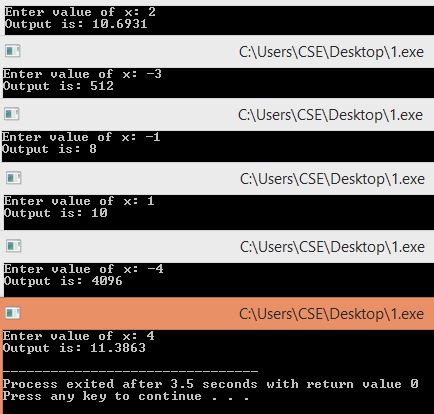 Enter value of x: 2
Output is: 10.6931
C:\Users\CSE\Desktop\1.exe
Enter value of x: -3
Output is: 512
C:\Users\CSE\Desktop\1.exe
Enter value of x: -1
Output is: 8
C:\Users\CSE\Desktop\1.exe
Enter value of x: 1
Output is: 10
C:\Users\CSE\Desktop\1.exe
Enter value of x: -4
Output is: 4096
C:\Users\CSE\Desktop\1.exe
Enter value of x: 4
Output is: 11.3863
--------------------------------
Process exited after 3.5 seconds with return value 0
Press any key to continue . . .